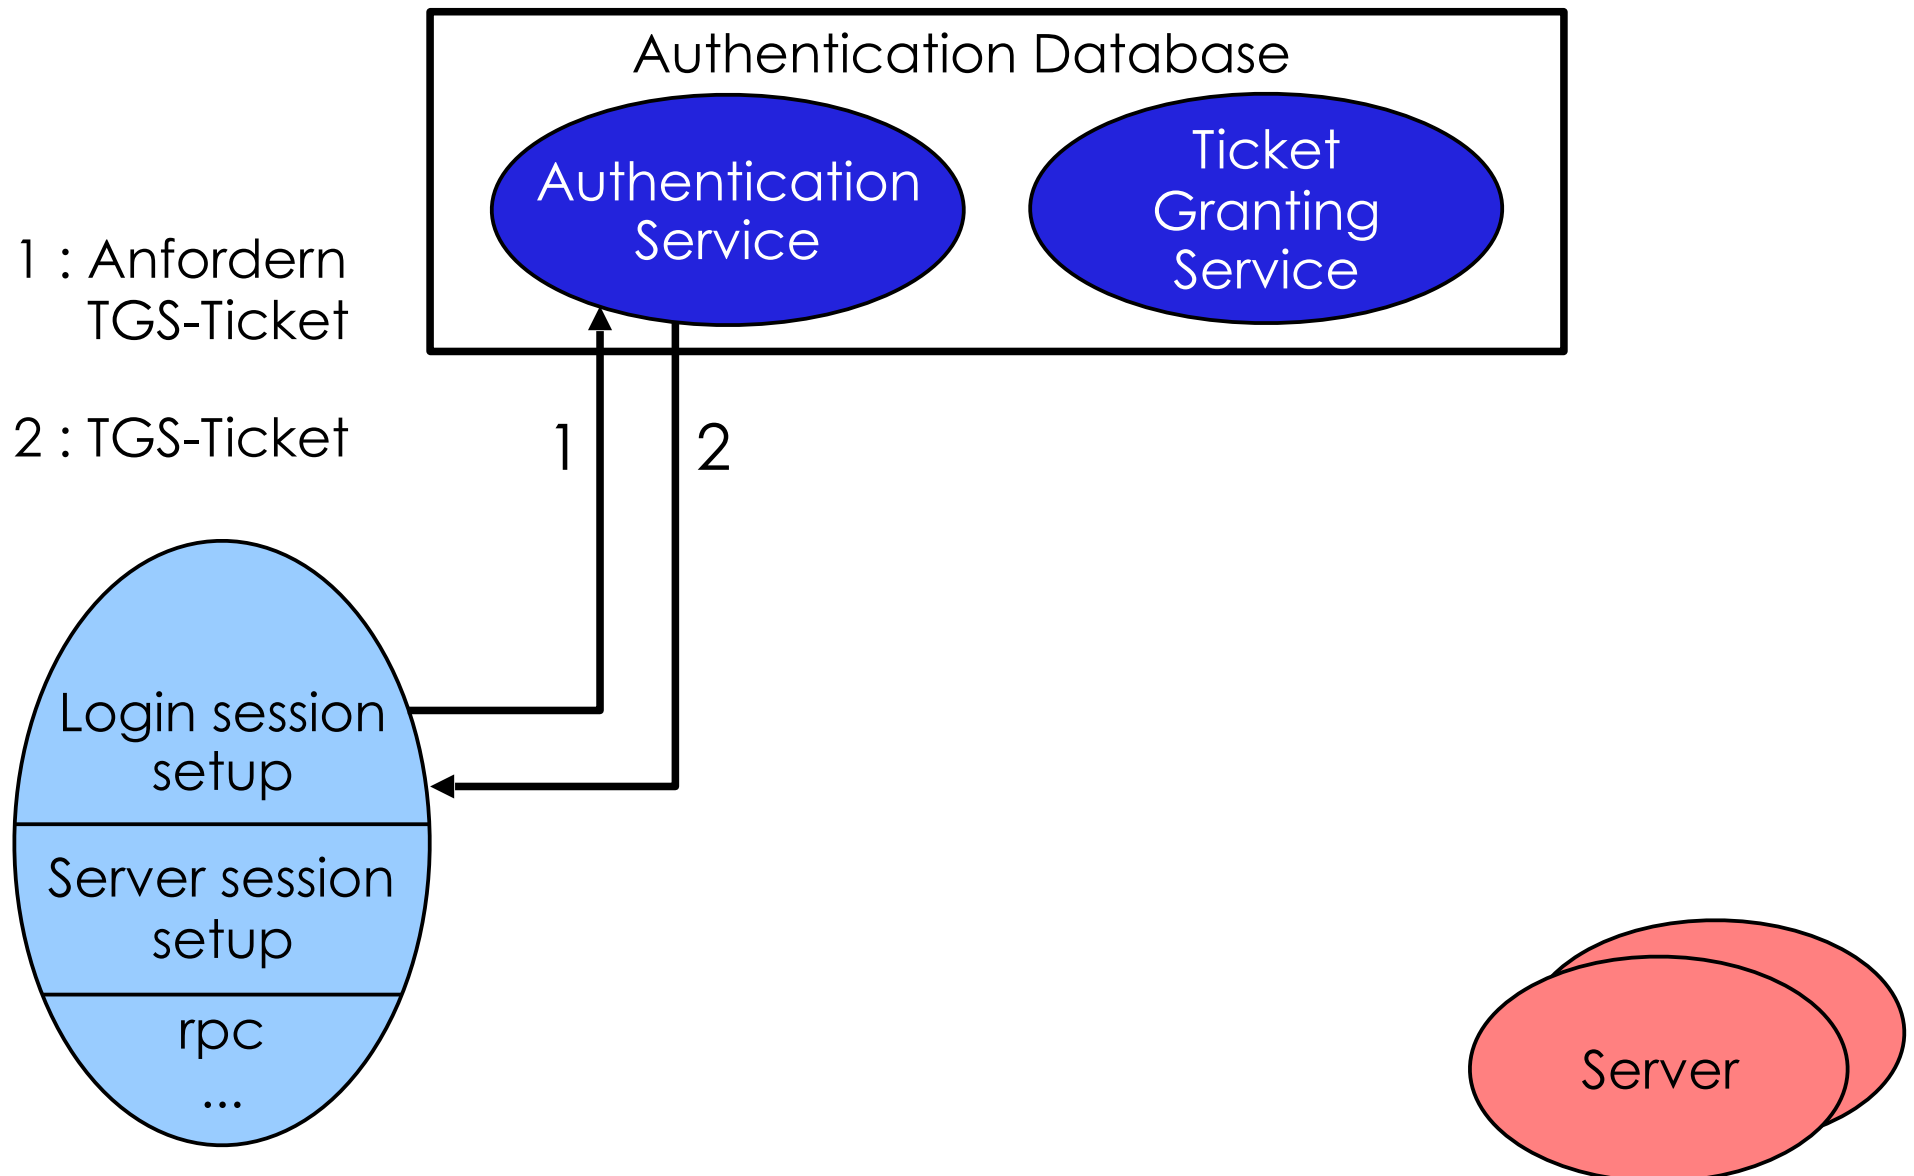 Authentication Database
Authentication
Service
Ticket
Granting
Service
1 : Anfordern
TGS-Ticket
2 : TGS-Ticket
1
2
Login session
setup
Server session
setup
rpc
...
Server